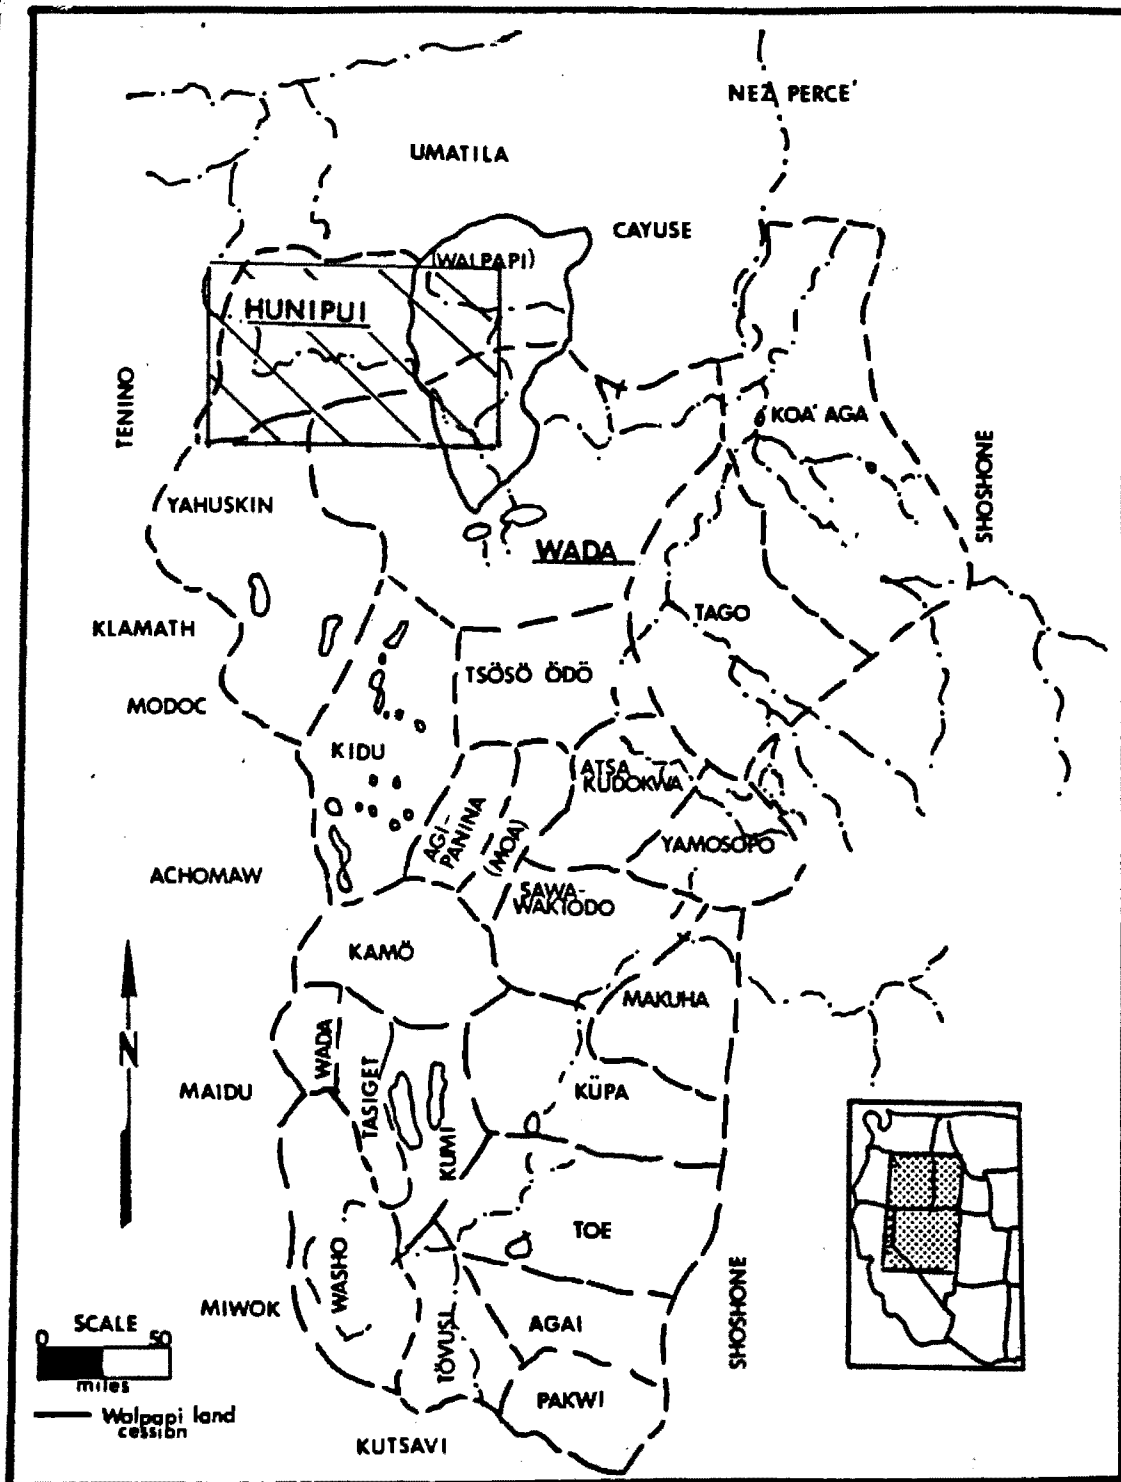 NEZ PERCE'
UMATILA
CAYUSE
(WALPAPI)
HUNIPUI
TENINO
KOA' AGA
SHOSHONE
YAHUSKIN
WADA
KLAMATH
TAGO
TSÖSÖ ÖDÖ
MODOC
KIDU
ATSA
KUDOKWA
AGI-
PANINA
(MOA)
YAMOSOPO
ACHOMAW
SAWA-
WAKTODO
KAMÖ
MAKUHA
N
WADA
TASIGET
MAIDU
KÜPA
KUMI
TOE
WASHO
SHOSHONE
MIWOK
TÖVUSI
AGAI
SCALE
0 50
miles
PAKWI
Walpapi land
cession
KUTSAVI